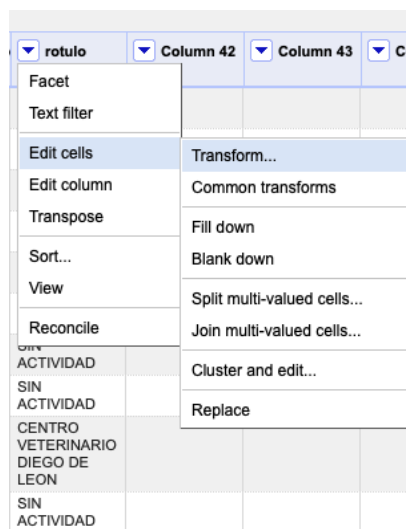 rotulo
Column 42
Column 43
C
Facet
Text filter
Edit cells
Edit column
Transpose
Sort...
View
Reconcile
Transform...
Common transforms
Fill down
Blank down
Split multi-valued cells...
Join multi-valued cells...
Cluster and edit...
Replace
SIN
ACTIVIDAD
SIN
ACTIVIDAD
CENTRO
VETERINARIO
DIEGO DE
LEON
SIN
ACTIVIDAD